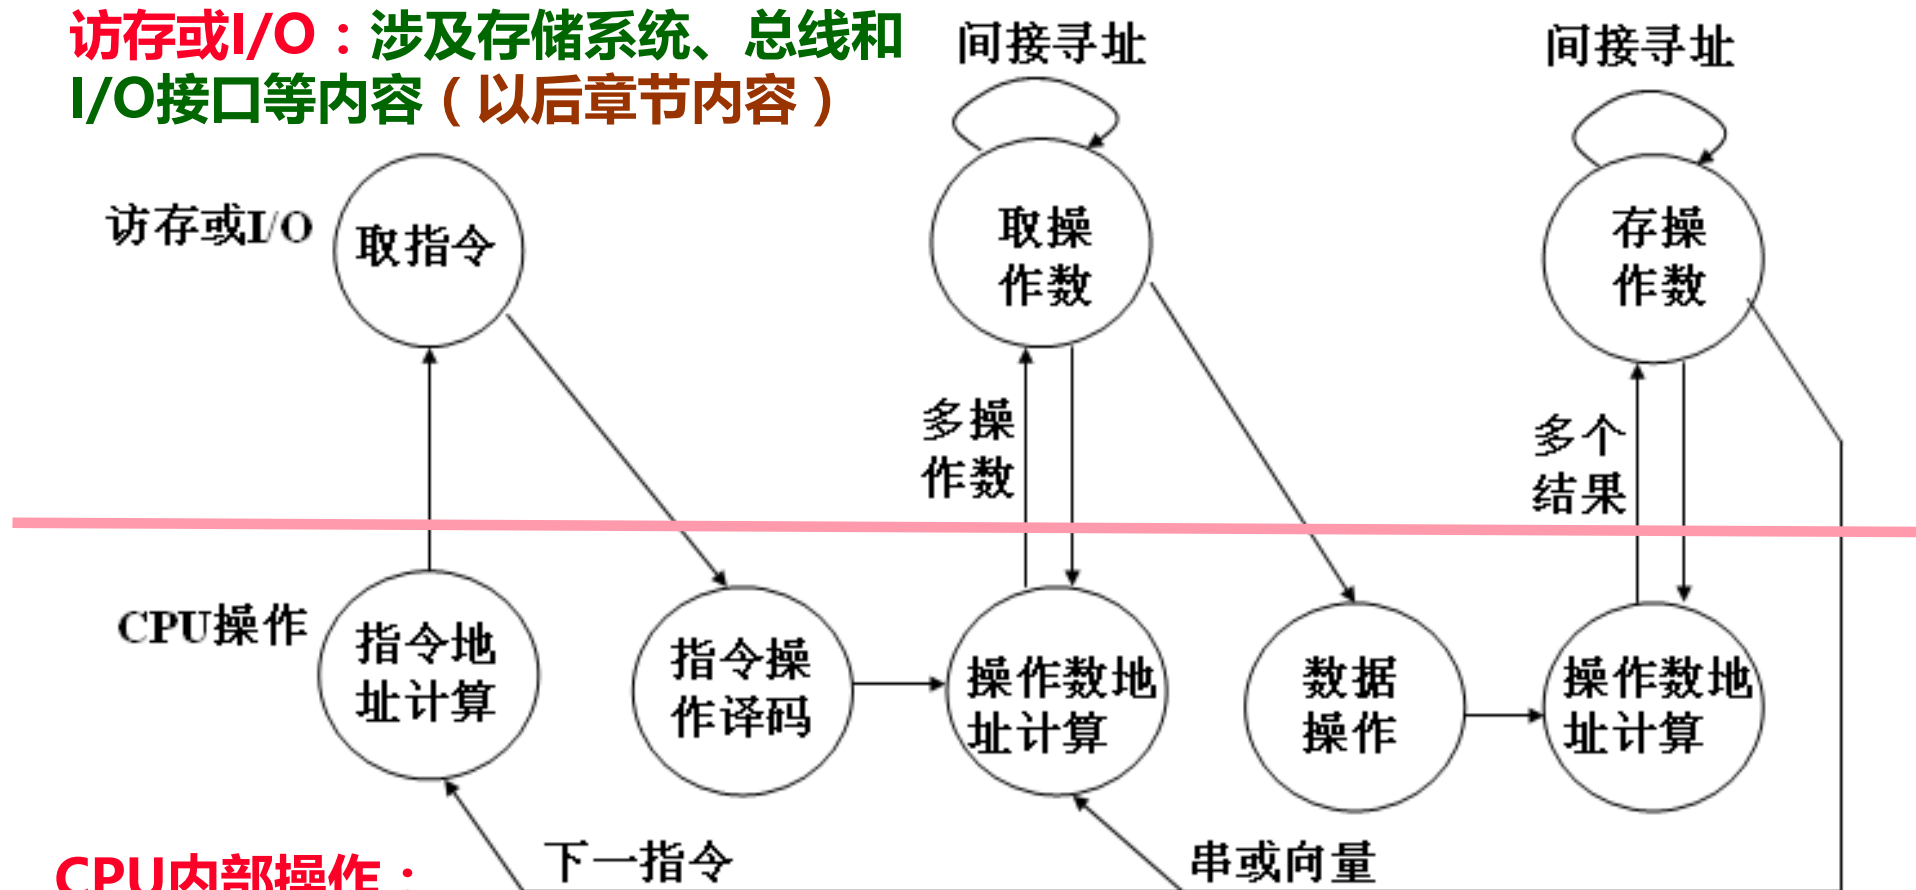 访存或I/O：涉及存储系统、总线和
I/O接口等内容（以后章节内容）
间接寻址
间接寻址
访存或I/O
取指令
取操
作数
存操
作数
多操
作数
多个
结果
CPU操作
指令地
址计算
指令操
作译码
操作数地
址计算
数据
操作
操作数地
址计算
下一指令
串或向量
CPU内部操作：